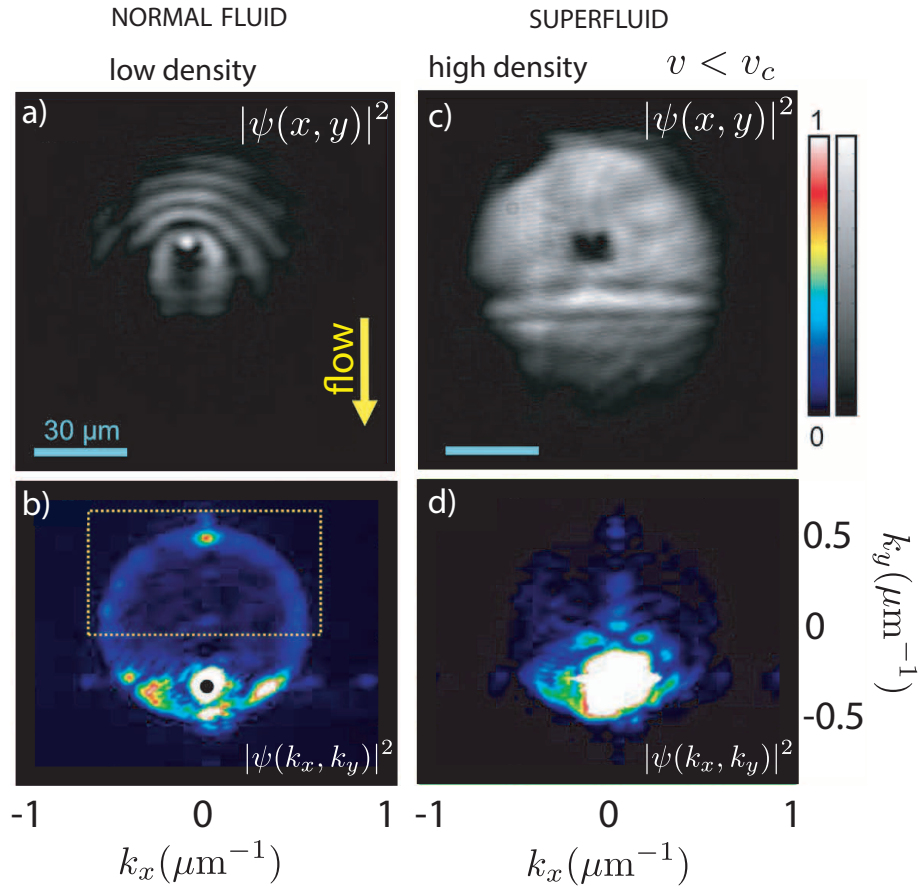 NORMAL FLUID SUPERFLUID
low density high density v < v_c
a) |ψ(x, y)|² c) |ψ(x, y)|²
1
flow
30 µm
0
b) d)
0.5
0
-0.5
k_y(µm⁻¹)
|ψ(k_x, k_y)|² |ψ(k_x, k_y)|²
-1 0 1 -1 0 1
k_x(µm⁻¹) k_x(µm⁻¹)